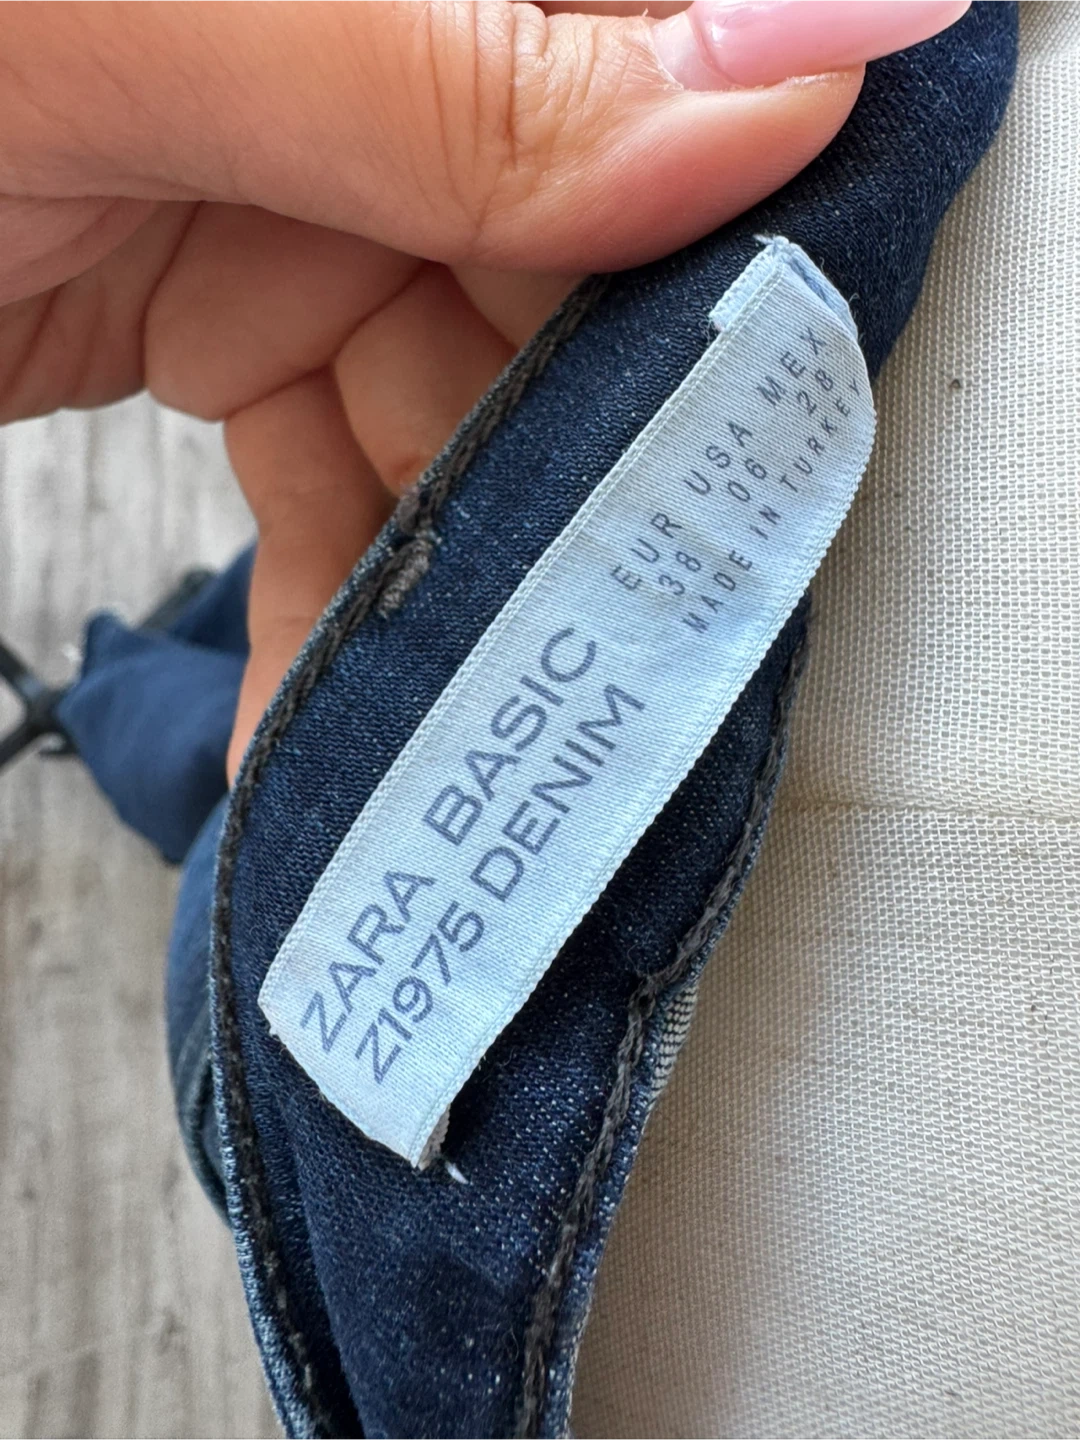 ZARA BASIC
Z1975 DENIM
EUR USA MEX
38 06 28
MADE IN TURKEY